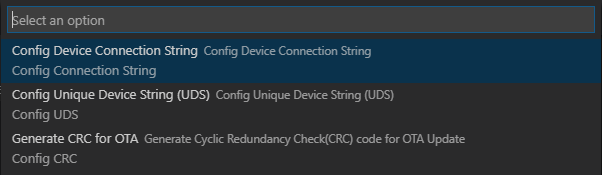 Select an option
Config Device Connection String Config Device Connection String
Config Connection String
Config Unique Device String (UDS) Config Unique Device String (UDS)
Config UDS
Generate CRC for OTA Generate Cyclic Redundancy Check(CRC) code for OTA Update
Config CRC